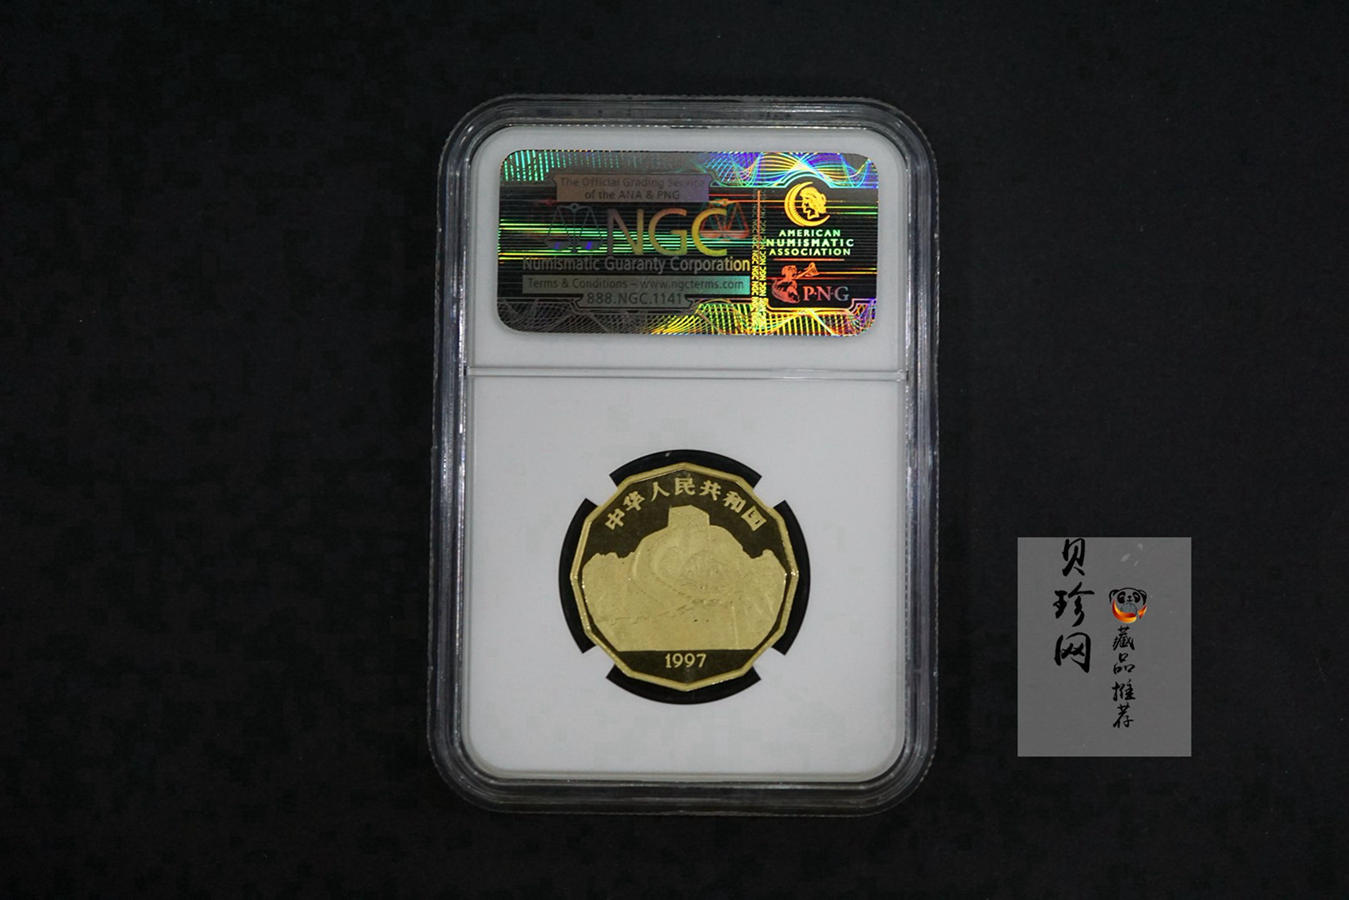 The Official Grading Service
of the ANA & PNG
NGC
Numismatic Guaranty Corporation
Terms & Conditions – www.ngcterms.com
888.NGC.1141
AMERICAN
NUMISMATIC
ASSOCIATION
P·N·G
中华人民共和国
1997
贝珍网
藏品推荐